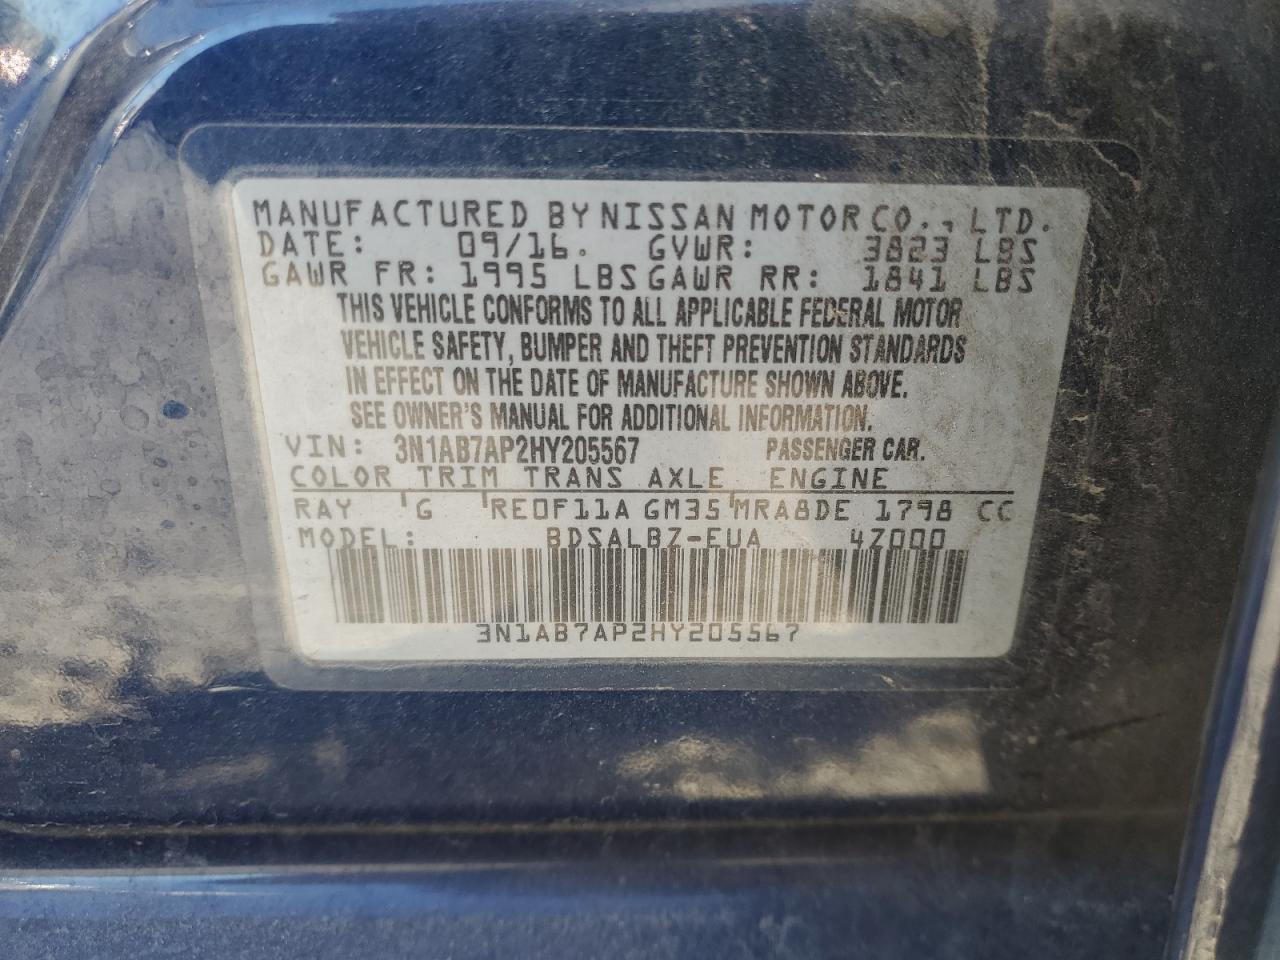 MANUFACTURED BY NISSAN MOTOR CO., LTD.
DATE: 09/16. GVWR: 3823 LBS
GAWR FR: 1995 LBS GAWR RR: 1841 LBS
THIS VEHICLE CONFORMS TO ALL APPLICABLE FEDERAL MOTOR
VEHICLE SAFETY, BUMPER AND THEFT PREVENTION STANDARDS
IN EFFECT ON THE DATE OF MANUFACTURE SHOWN ABOVE.
SEE OWNER'S MANUAL FOR ADDITIONAL INFORMATION.
VIN: 3N1AB7AP2HY205567 PASSENGER CAR.
COLOR TRIM TRANS AXLE ENGINE
RAY G RE0F11A GM35 MRA8DE 1798 CC
MODEL: BDSALBZ-EUA 4Z000
3N1AB7AP2HY205567